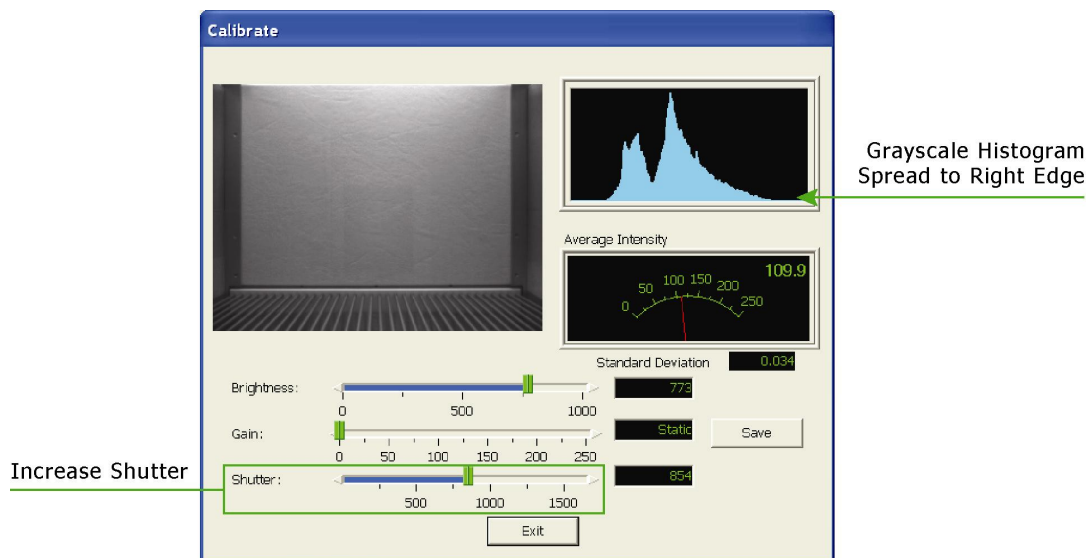 Calibrate
Grayscale Histogram
Spread to Right Edge
Average Intensity
109.9
0 50 100 150 200 250
Standard Deviation 0.034
Brightness: 773
0 500 1000
Gain: Static Save
0 50 100 150 200 250
Increase Shutter
Shutter: 854
500 1000 1500
Exit